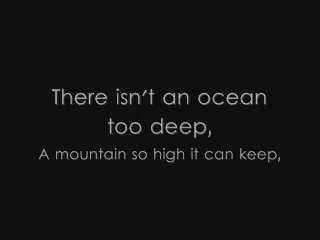 There isn't an ocean
too deep,
A mountain so high it can keep,